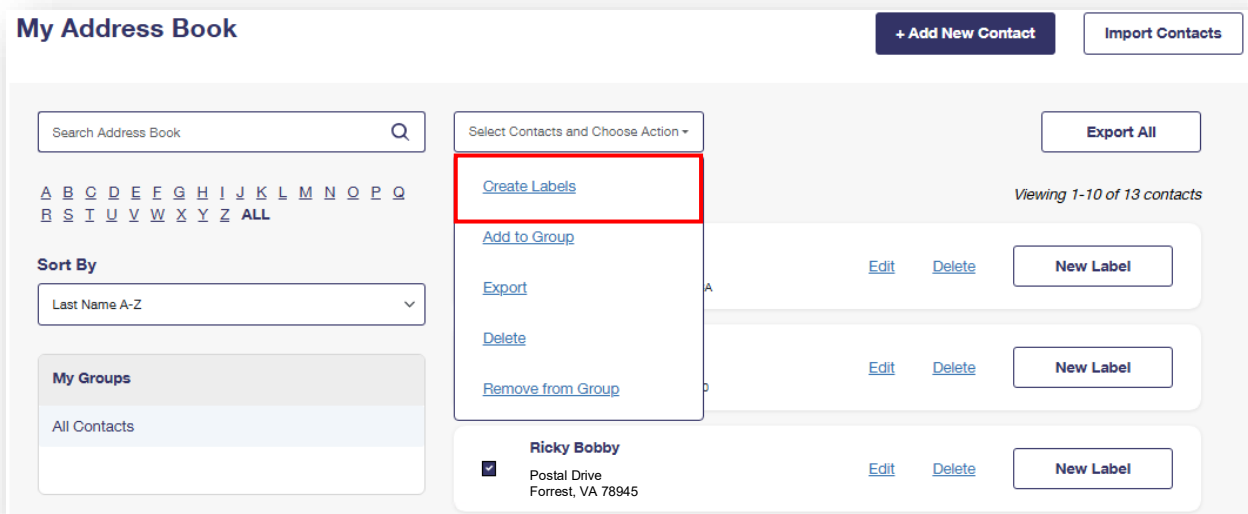 My Address Book
+ Add New Contact
Import Contacts
Search Address Book
Select Contacts and Choose Action
Export All
A B C D E F G H I J K L M N O P Q
R S T U V W X Y Z ALL
Viewing 1-10 of 13 contacts
Create Labels
Add to Group
Export
Delete
Remove from Group
Sort By
Last Name A-Z
My Groups
All Contacts
Edit Delete New Label
Edit Delete New Label
Ricky Bobby
Postal Drive
Forrest, VA 78945
Edit Delete New Label